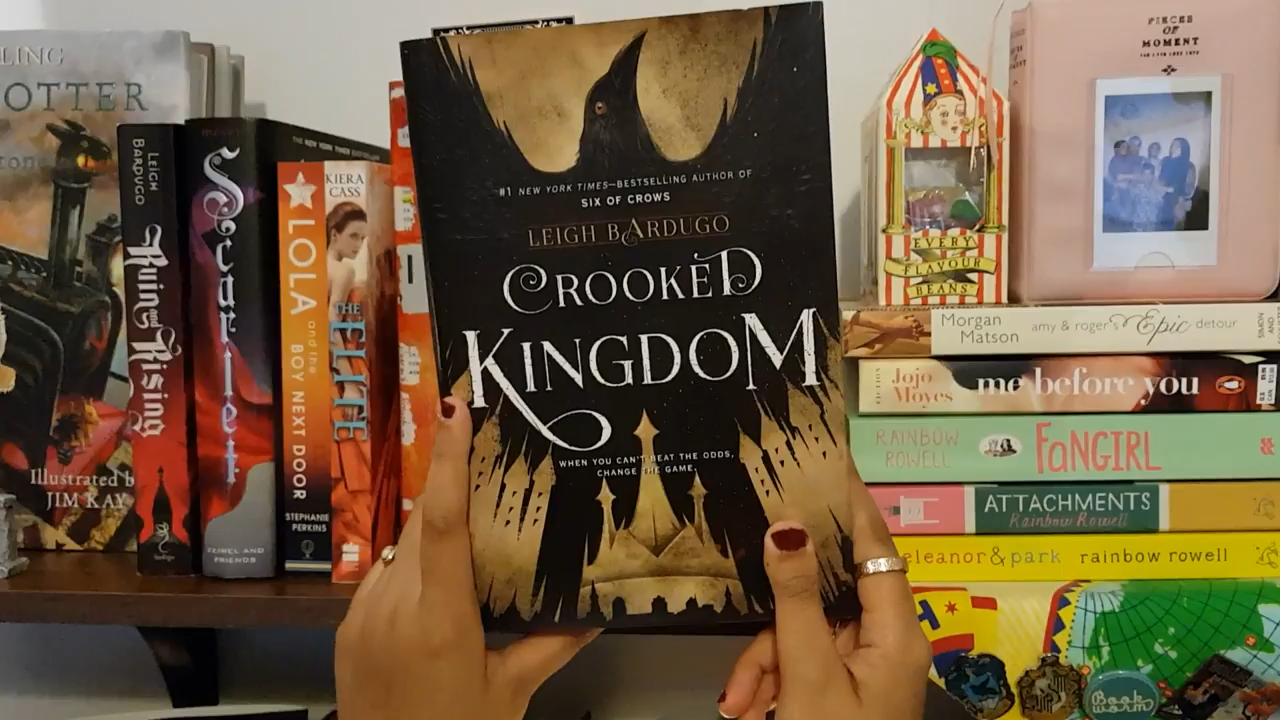 LING
OTTER
Illustrated b
JIM KAY
LEIGH
BARDUGO
Ruin and Rising
Scarlet
FEIWEL AND
FRIENDS
LOLA
and the
BOY NEXT DOOR
STEPHANIE
PERKINS
KIERA
CASS
THE
ELITE
#1 NEW YORK TIMES–BESTSELLING AUTHOR OF
SIX OF CROWS
LEIGH BARDUGO
CROOKED
KINGDOM
WHEN YOU CAN'T BEAT THE ODDS,
CHANGE THE GAME.
EVERY
FLAVOUR
BEANS
PIECES
OF
MOMENT
Morgan
Matson
amy & roger's Epic detour
SIMON
AND
FICTION
Jojo
Moyes
me before you
RAINBOW
ROWELL
FANGIRL
ATTACHMENTS
Rainbow Rowell
eleanor & park rainbow rowell
Book
worm